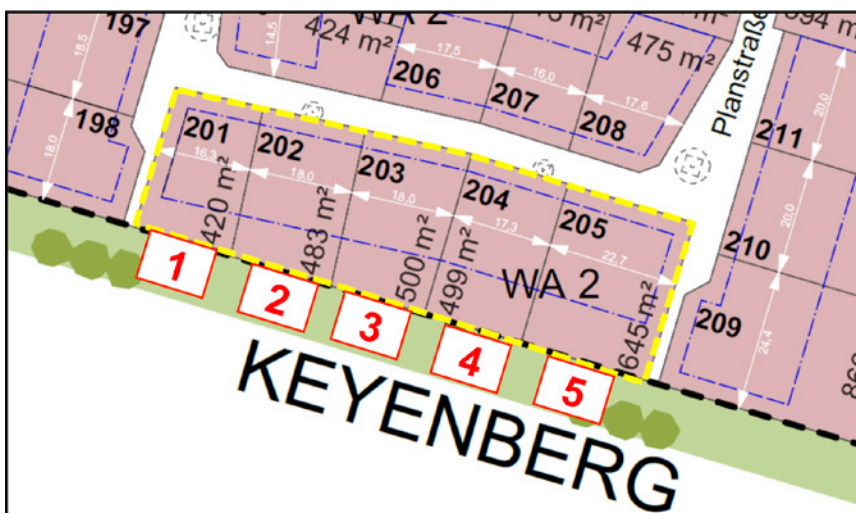 197
18,5
424 m²
WA 2
14,5
17,5
206
16,0
207
475 m²
17,6
208
Planstraße
211
20,0
198
18,0
201
16,3
420 m²
202
18,0
483 m²
203
18,0
500 m²
204
17,3
499 m²
205
22,7
645 m²
WA 2
210
20,0
209
24,4
1
2
3
4
5
KEYENBERG